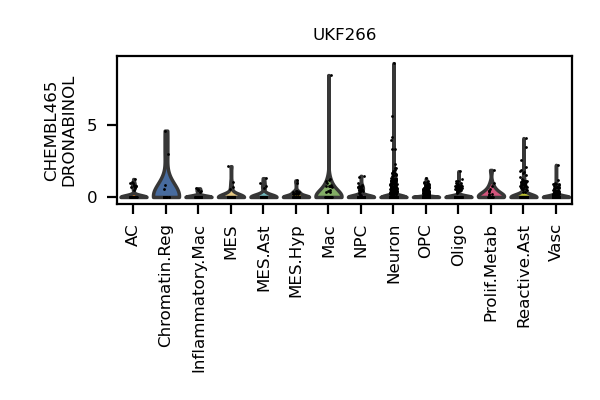 UKF266
CHEMBL465
DRONABINOL
5
0
AC
Chromatin.Reg
Inflammatory.Mac
MES
MES.Ast
MES.Hyp
Mac
NPC
Neuron
OPC
Oligo
Prolif.Metab
Reactive.Ast
Vasc